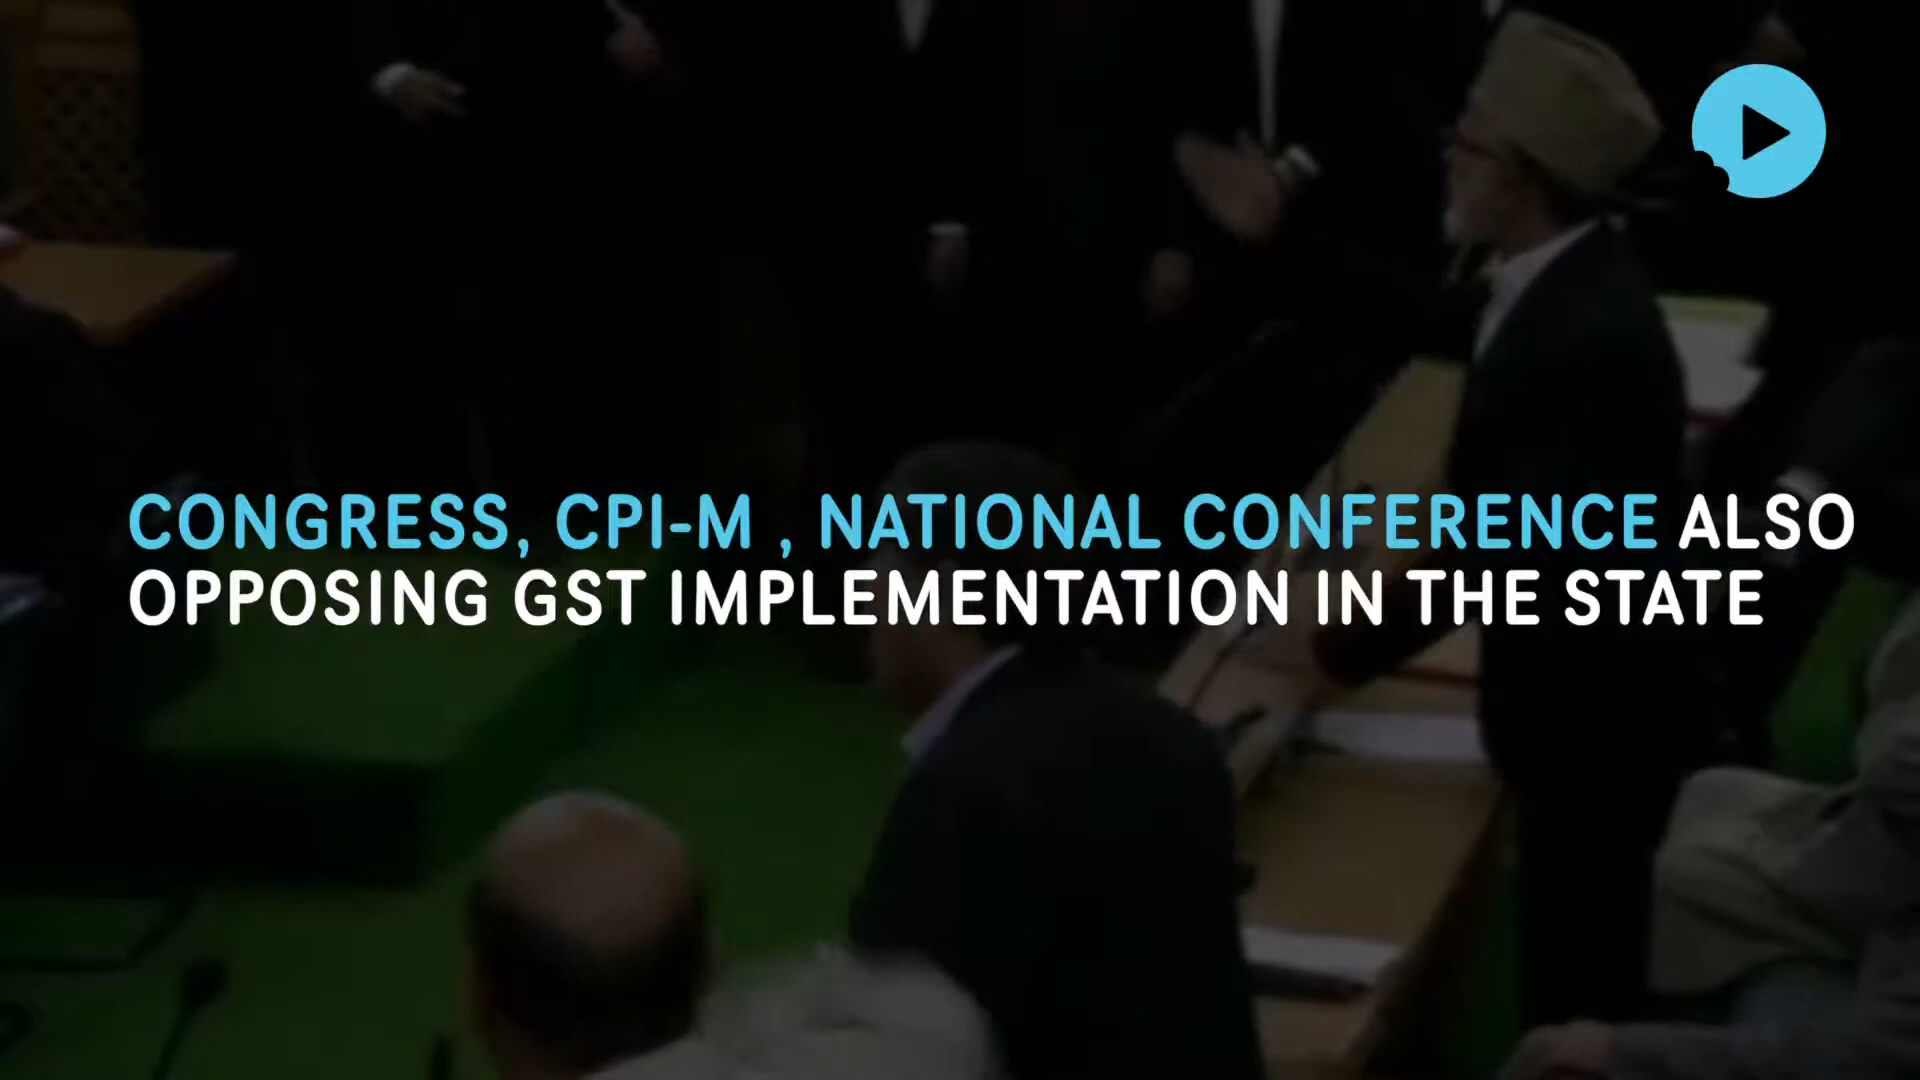 CONGRESS, CPI-M , NATIONAL CONFERENCE ALSO
OPPOSING GST IMPLEMENTATION IN THE STATE